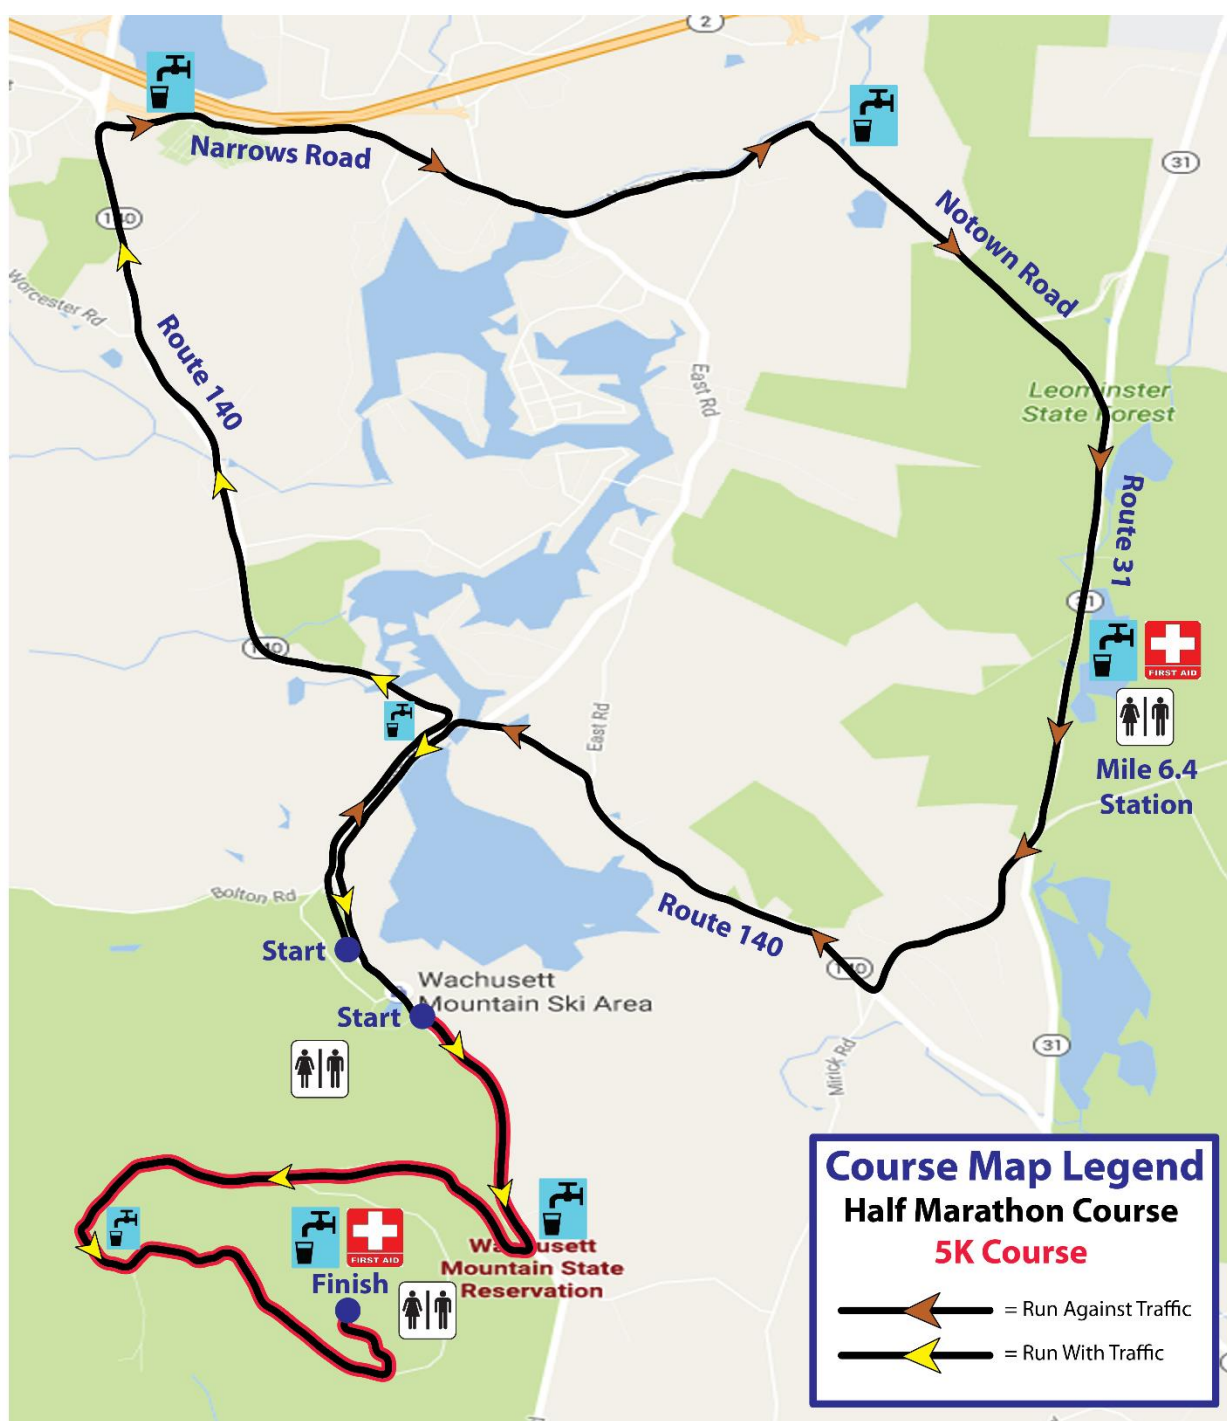 2
Narrows Road
31
Notown Road
140
Worcester Rd
Route 140
East Rd
Leominster
State Forest
Route 31
31
FIRST AID
140
Mile 6.4
Station
East Rd
Bolton Rd
Route 140
Start
140
Wachusett
Mountain Ski Area
Start
31
Mirick Rd
Course Map Legend
Half Marathon Course
5K Course
= Run Against Traffic
= Run With Traffic
FIRST AID
Wachusett
Mountain State
Reservation
Finish